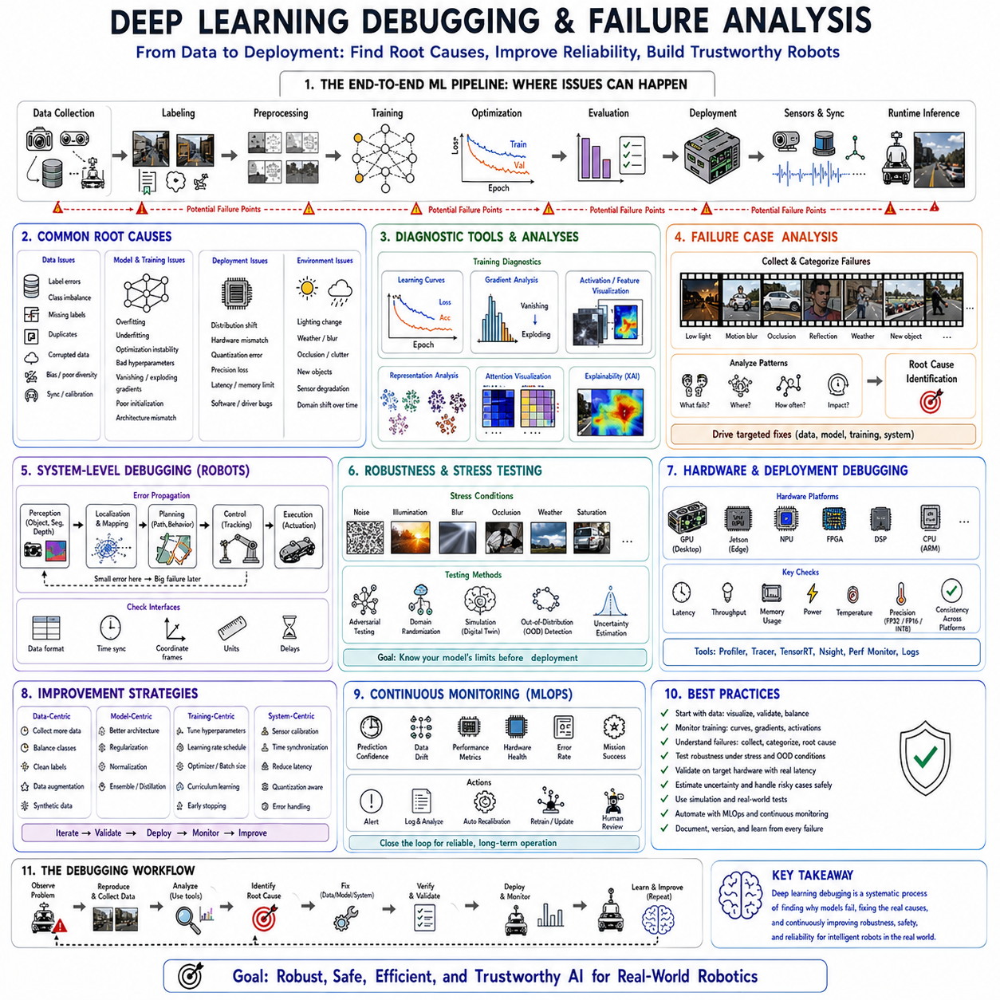 DEEP LEARNING DEBUGGING & FAILURE ANALYSIS
From Data to Deployment: Find Root Causes, Improve Reliability, Build Trustworthy Robots
1. THE END-TO-END ML PIPELINE: WHERE ISSUES CAN HAPPEN
Data Collection
Labeling
Preprocessing
Training
Optimization
Evaluation
Deployment
Sensors & Sync
Runtime Inference
Loss
Train
Val
Epoch
Potential Failure Points
Potential Failure Points
Potential Failure Points
Potential Failure Points
2. COMMON ROOT CAUSES
Data Issues
Label errors
Class imbalance
Missing labels
Duplicates
Corrupted data
Bias / poor diversity
Sync / calibration
Model & Training Issues
Overfitting
Underfitting
Optimization instability
Bad hyperparameters
Vanishing / exploding
gradients
Poor initialization
Architecture mismatch
Deployment Issues
Distribution shift
Hardware mismatch
Quantization error
Precision loss
Latency / memory limit
Software / driver bugs
Environment Issues
Lighting change
Weather / blur
Occlusion / clutter
New objects
Sensor degradation
Domain shift over time
3. DIAGNOSTIC TOOLS & ANALYSES
Training Diagnostics
Learning Curves
Loss
Acc
Epoch
Gradient Analysis
Vanishing
Exploding
Activation / Feature
Visualization
Representation Analysis
Attention Visualization
Explainability (XAI)
4. FAILURE CASE ANALYSIS
Collect & Categorize Failures
Low light
Motion blur
Occlusion
Reflection
Weather
New object
...
...
Analyze Patterns
What fails?
Where?
How often?
Impact?
Root Cause
Identification
Drive targeted fixes (data, model, training, system)
5. SYSTEM-LEVEL DEBUGGING (ROBOTS)
Error Propagation
Perception
(Object, Seg,
Depth)
Localization
& Mapping
Planning
(Path, Behavior)
Control
(Tracking)
Execution
(Actuation)
Small error here → Big failure later
Check Interfaces
Data format
Time sync
Coordinate
frames
Units
Delays
6. ROBUSTNESS & STRESS TESTING
Stress Conditions
Noise
Illumination
Blur
Occlusion
Weather
Saturation
...
Testing Methods
Adversarial
Testing
Domain
Randomization
Simulation
(Digital Twin)
Out-of-Distribution
(OOD) Detection
Uncertainty
Estimation
Goal: Know your model's limits before deployment
7. HARDWARE & DEPLOYMENT DEBUGGING
Hardware Platforms
GPU
(Desktop)
Jetson
(Edge)
NPU
FPGA
DSP
CPU
(ARM)
...
Key Checks
Latency
Throughput
Memory
Usage
Power
Temperature
Precision
(FP32 / FP16 /
INT8)
Consistency
Across
Platforms
Tools: Profiler, Tracer, TensorRT, Nsight, Perf Monitor, Logs
8. IMPROVEMENT STRATEGIES
Data-Centric
Collect more data
Balance classes
Clean labels
Data augmentation
Synthetic data
Model-Centric
Better architecture
Regularization
Normalization
Ensemble / Distillation
Training-Centric
Tune hyperparameters
Learning rate schedule
Optimizer / Batch size
Curriculum learning
Early stopping
System-Centric
Sensor calibration
Time synchronization
Reduce latency
Quantization aware
Error handling
Iterate → Validate → Deploy → Monitor → Improve
9. CONTINUOUS MONITORING (MLOPS)
Prediction
Confidence
Data
Drift
Performance
Metrics
Hardware
Health
Error
Rate
Mission
Success
Actions
Alert
Log & Analyze
Auto Recalibration
Retrain / Update
Human
Review
Close the loop for reliable, long-term operation
10. BEST PRACTICES
Start with data: visualize, validate, balance
Monitor training: curves, gradients, activations
Understand failures: collect, categorize, root cause
Test robustness under stress and OOD conditions
Validate on target hardware with real latency
Estimate uncertainty and handle risky cases safely
Use simulation and real-world tests
Automate with MLOps and continuous monitoring
Document, version, and learn from every failure
11. THE DEBUGGING WORKFLOW
Observe
Problem
Reproduce
& Collect Data
Analyze
(Use tools)
Identify
Root Cause
Fix
(Data/Model/System)
Verify
& Validate
Deploy
& Monitor
Learn & Improve
(Repeat)
KEY TAKEAWAY
Deep learning debugging is a systematic process
of finding why models fail, fixing the real causes,
and continuously improving robustness, safety,
and reliability for intelligent robots in the real world.
Goal: Robust, Safe, Efficient, and Trustworthy AI for Real-World Robotics